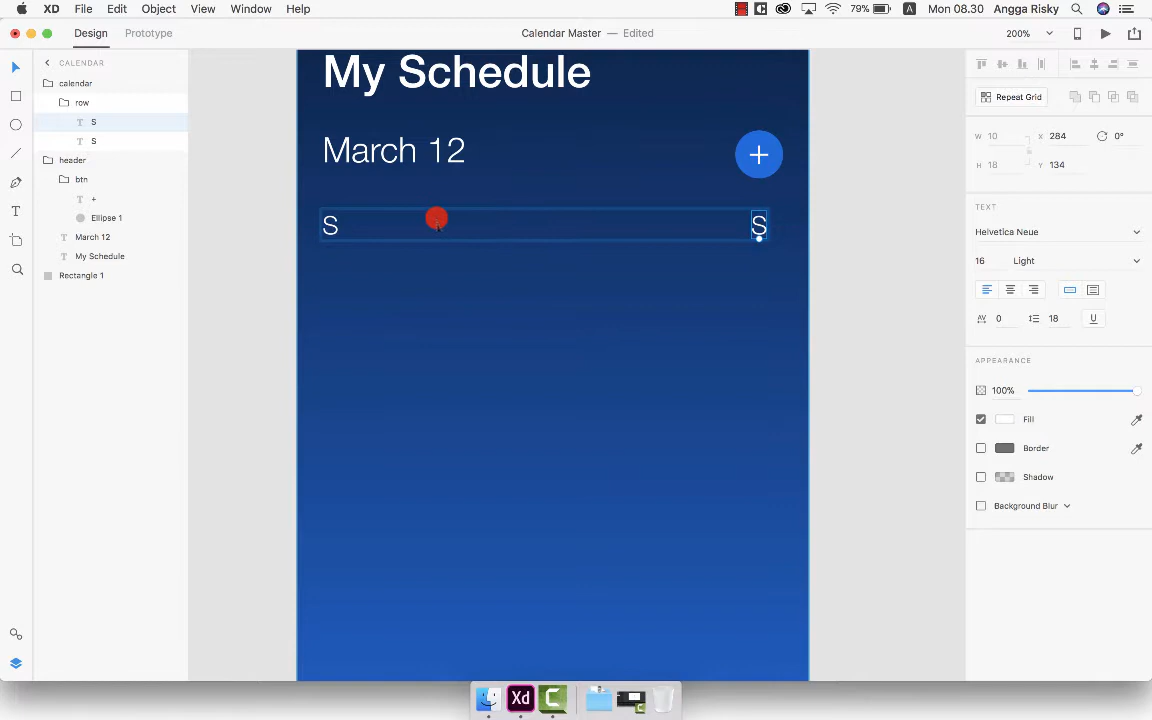 XD File Edit Object View Window Help
79% A Mon 08.30 Angga Risky
Design Prototype
Calendar Master — Edited
200%
CALENDAR
calendar
row
T S
T S
header
btn
T +
Ellipse 1
T March 12
T My Schedule
Rectangle 1
My Schedule
March 12
+
S S
Repeat Grid
W 10 X 284 0°
H 18 Y 134
TEXT
Helvetica Neue
16 Light
AV 0 18 U
APPEARANCE
100%
Fill
Border
Shadow
Background Blur
Xd C